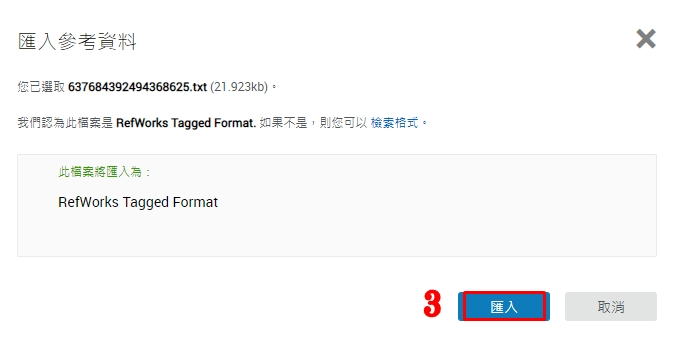 匯入參考資料
您已選取 637684392494368625.txt (21.923kb)。
我們認為此檔案是 RefWorks Tagged Format. 如果不是，則您可以 檢索格式。
此檔案將匯入為：
RefWorks Tagged Format
3 匯入 取消